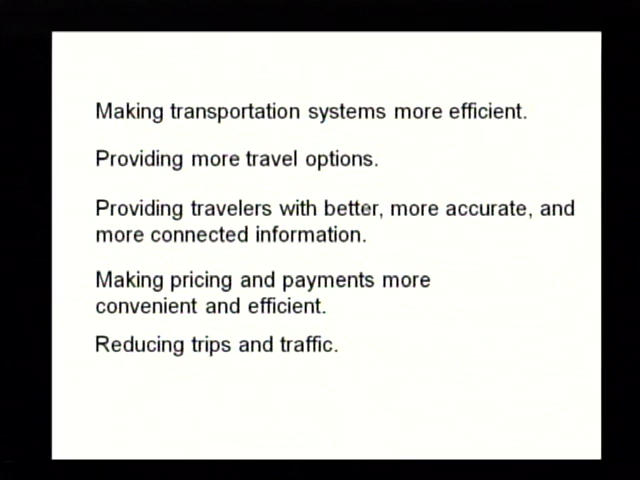 Making transportation systems more efficient.
Providing more travel options.
Providing travelers with better, more accurate, and
more connected information.
Making pricing and payments more
convenient and efficient.
Reducing trips and traffic.